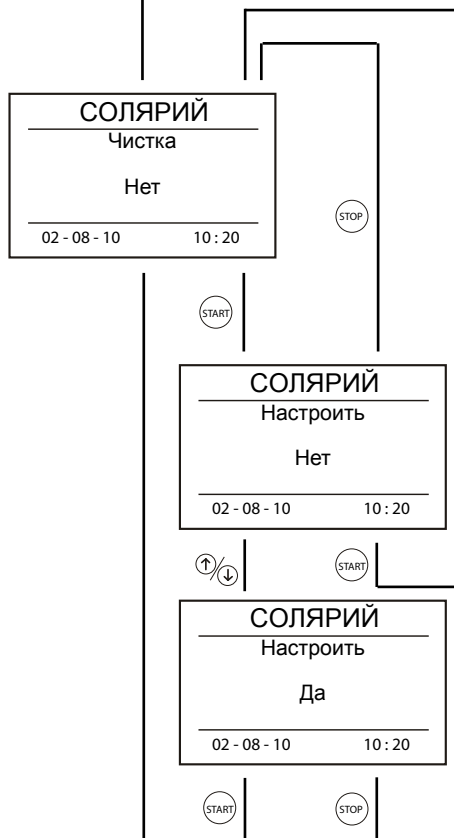 СОЛЯРИЙ
Чистка
Нет
02 - 08 - 10 10 : 20
STOP
START
СОЛЯРИЙ
Настроить
Нет
02 - 08 - 10 10 : 20
↑/↓ START
СОЛЯРИЙ
Настроить
Да
02 - 08 - 10 10 : 20
START STOP